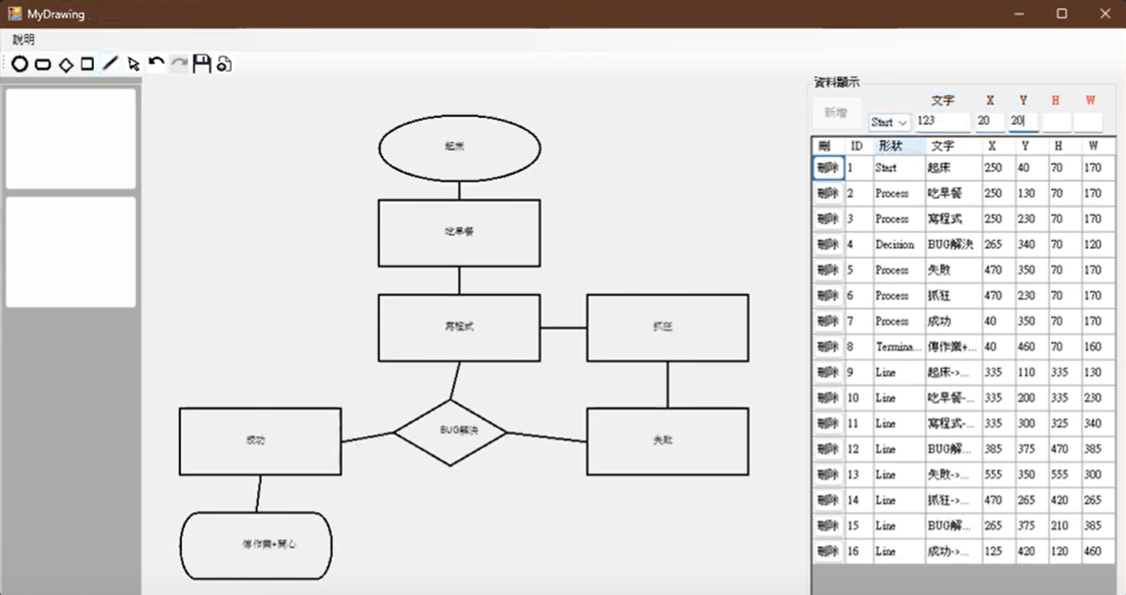 MyDrawing
說明
資料顯示
新增
文字 X Y H W
Start 123 20 20
刪 ID 形狀 文字 X Y H W
刪除 1 Start 起床 250 40 70 170
刪除 2 Process 吃早餐 250 130 70 170
刪除 3 Process 寫程式 250 230 70 170
刪除 4 Decision BUG解決 265 340 70 120
刪除 5 Process 失敗 470 350 70 170
刪除 6 Process 抓狂 470 230 70 170
刪除 7 Process 成功 40 350 70 170
刪除 8 Termina... 傳作業+... 40 460 70 160
刪除 9 Line 起床->... 335 110 335 130
刪除 10 Line 吃早餐-... 335 200 335 230
刪除 11 Line 寫程式-... 335 300 325 340
刪除 12 Line BUG解... 385 375 470 385
刪除 13 Line 失敗->... 555 350 555 300
刪除 14 Line 抓狂->... 470 265 420 265
刪除 15 Line BUG解... 265 375 210 385
刪除 16 Line 成功->... 125 420 120 460
起床
吃早餐
寫程式
抓狂
BUG解決
成功
失敗
傳作業+開心